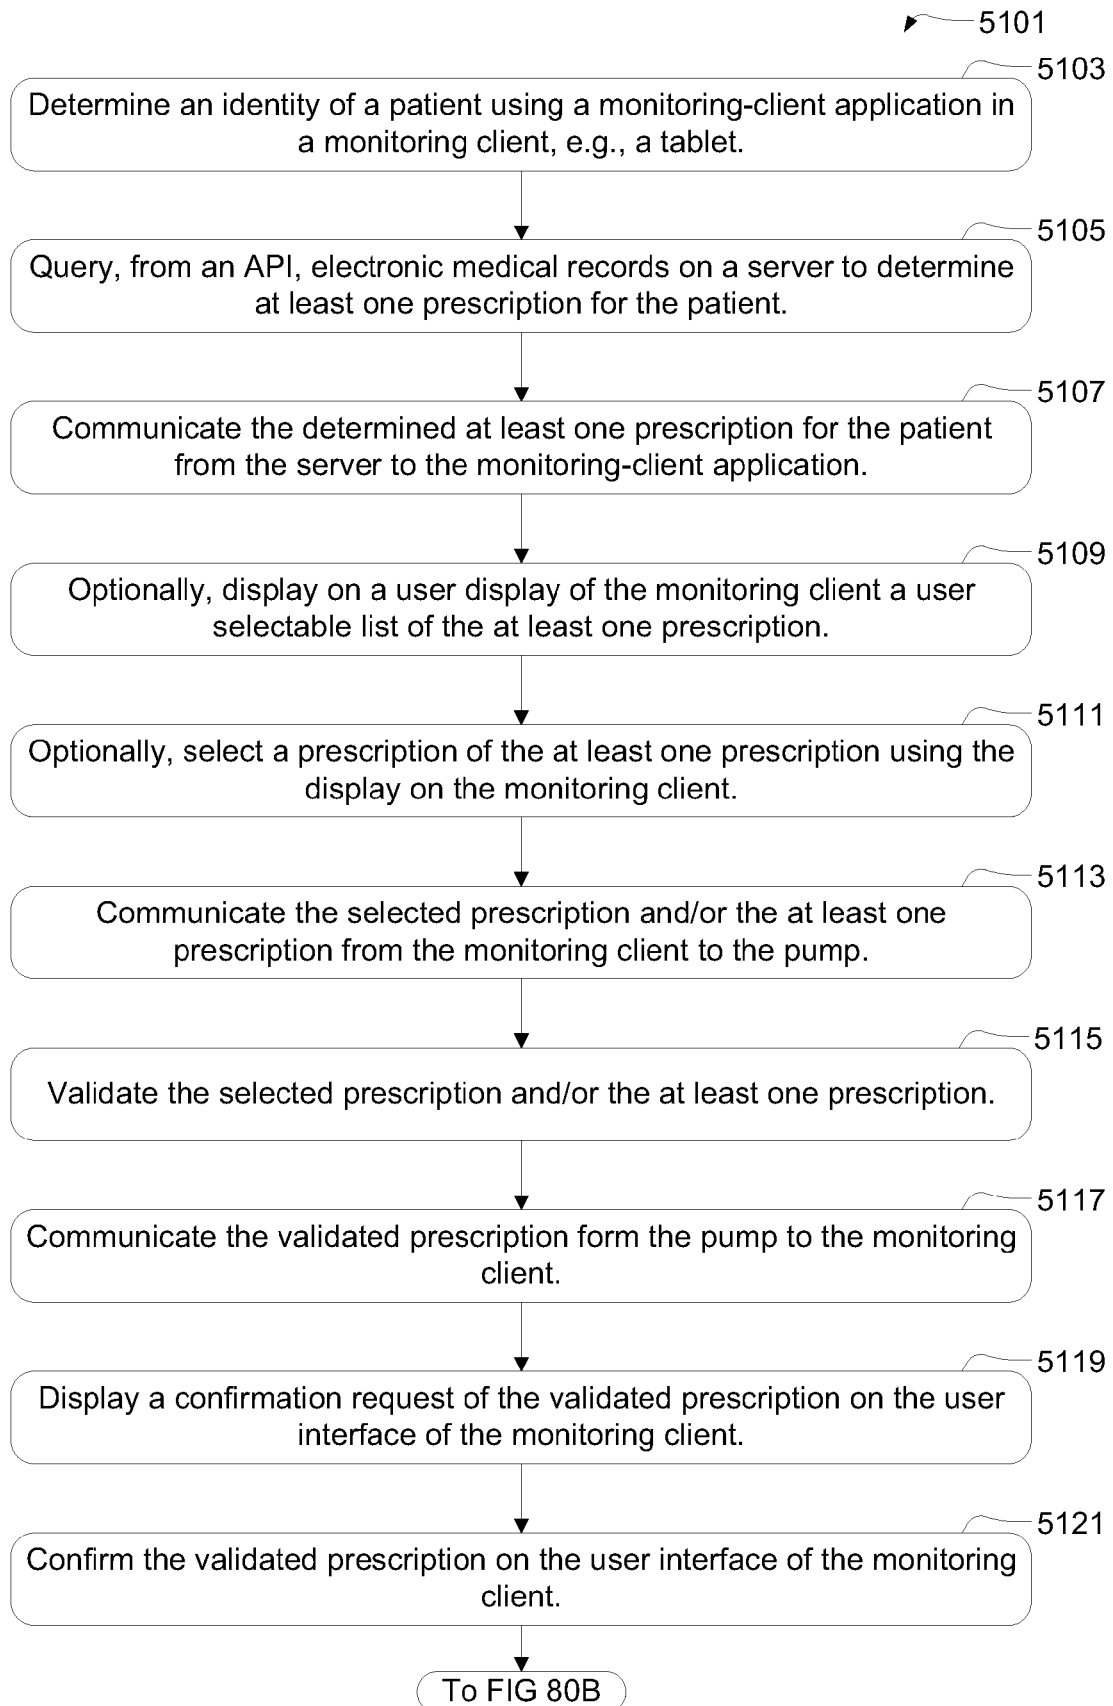 5101
5103
Determine an identity of a patient using a monitoring-client application in
a monitoring client, e.g., a tablet.
5105
Query, from an API, electronic medical records on a server to determine
at least one prescription for the patient.
5107
Communicate the determined at least one prescription for the patient
from the server to the monitoring-client application.
5109
Optionally, display on a user display of the monitoring client a user
selectable list of the at least one prescription.
5111
Optionally, select a prescription of the at least one prescription using the
display on the monitoring client.
5113
Communicate the selected prescription and/or the at least one
prescription from the monitoring client to the pump.
5115
Validate the selected prescription and/or the at least one prescription.
5117
Communicate the validated prescription form the pump to the monitoring
client.
5119
Display a confirmation request of the validated prescription on the user
interface of the monitoring client.
5121
Confirm the validated prescription on the user interface of the monitoring
client.
To FIG 80B